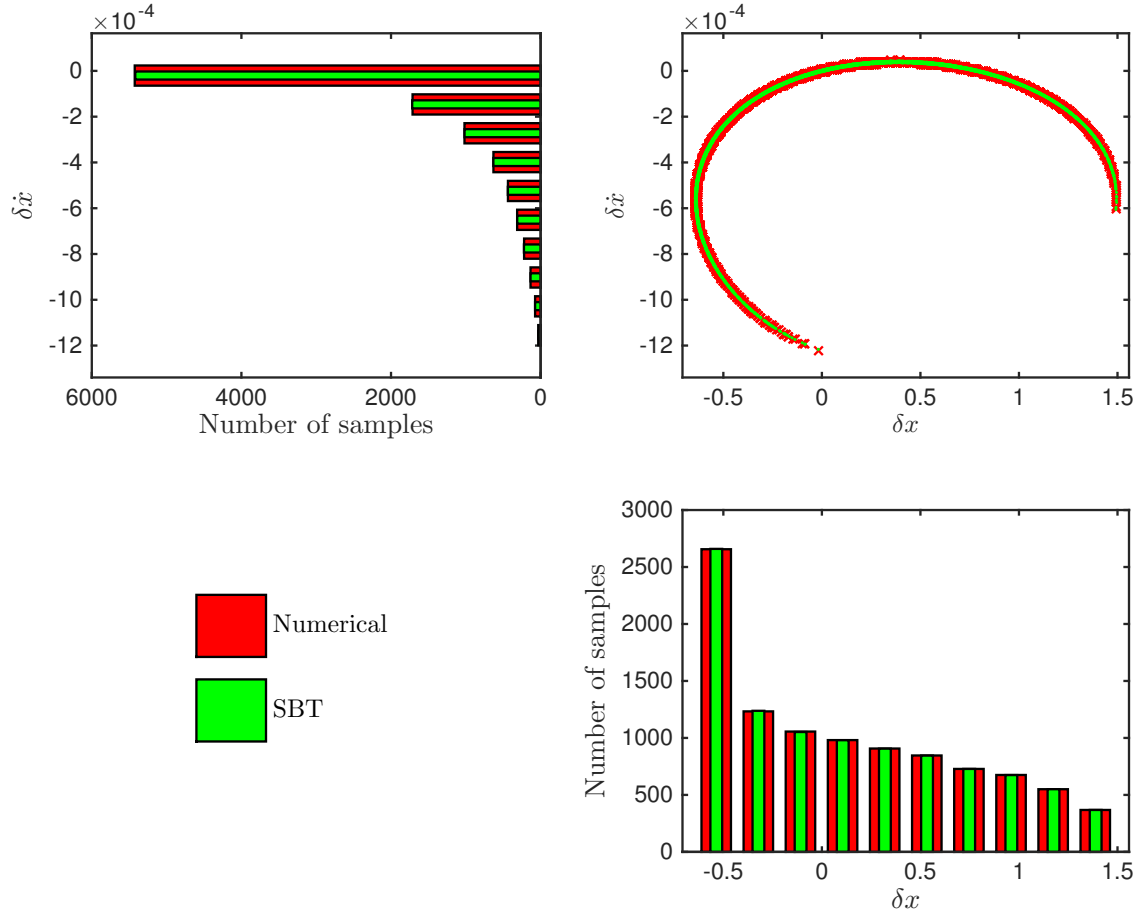 ×10⁻⁴
0
-2
-4
-6
-8
-10
-12
δẋ
6000 4000 2000 0
Number of samples
×10⁻⁴
0
-2
-4
-6
-8
-10
-12
δẋ
-0.5 0 0.5 1 1.5
δx
Numerical
SBT
3000
2500
2000
1500
1000
500
0
Number of samples
-0.5 0 0.5 1 1.5
δx